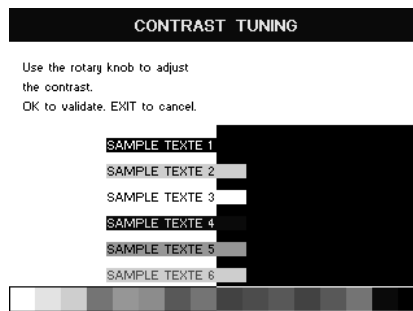 CONTRAST TUNING
Use the rotary knob to adjust
the contrast.
OK to validate. EXIT to cancel.
SAMPLE TEXTE 1
SAMPLE TEXTE 2
SAMPLE TEXTE 3
SAMPLE TEXTE 4
SAMPLE TEXTE 5
SAMPLE TEXTE 6